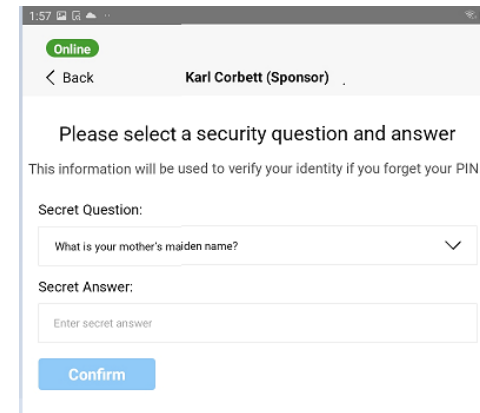 1:57
Online
Back
Karl Corbett (Sponsor)
Please select a security question and answer
This information will be used to verify your identity if you forget your PIN
Secret Question:
What is your mother's maiden name?
Secret Answer:
Enter secret answer
Confirm